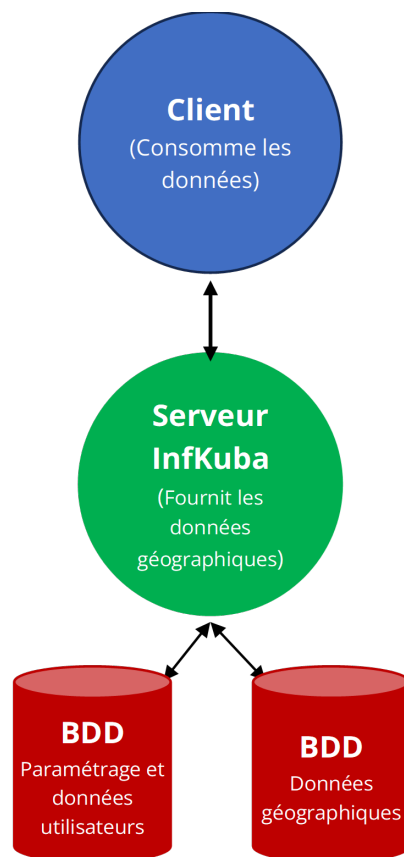 Client
(Consomme les
données)
Serveur
InfKuba
(Fournit les
données
géographiques)
BDD
Paramétrage et
données
utilisateurs
BDD
Données
géographiques